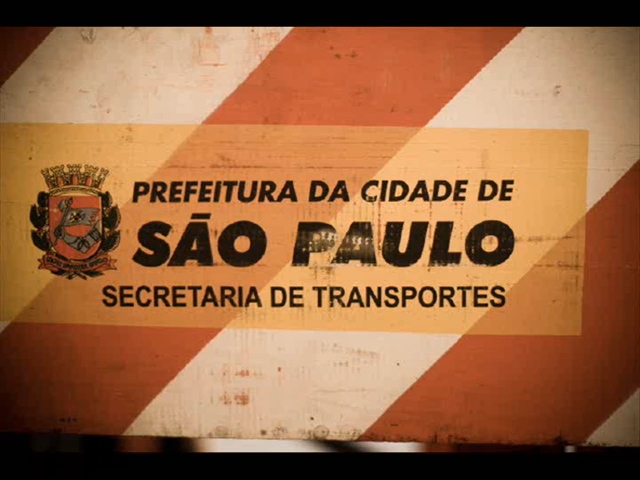 PREFEITURA DA CIDADE DE
SÃO PAULO
SECRETARIA DE TRANSPORTES